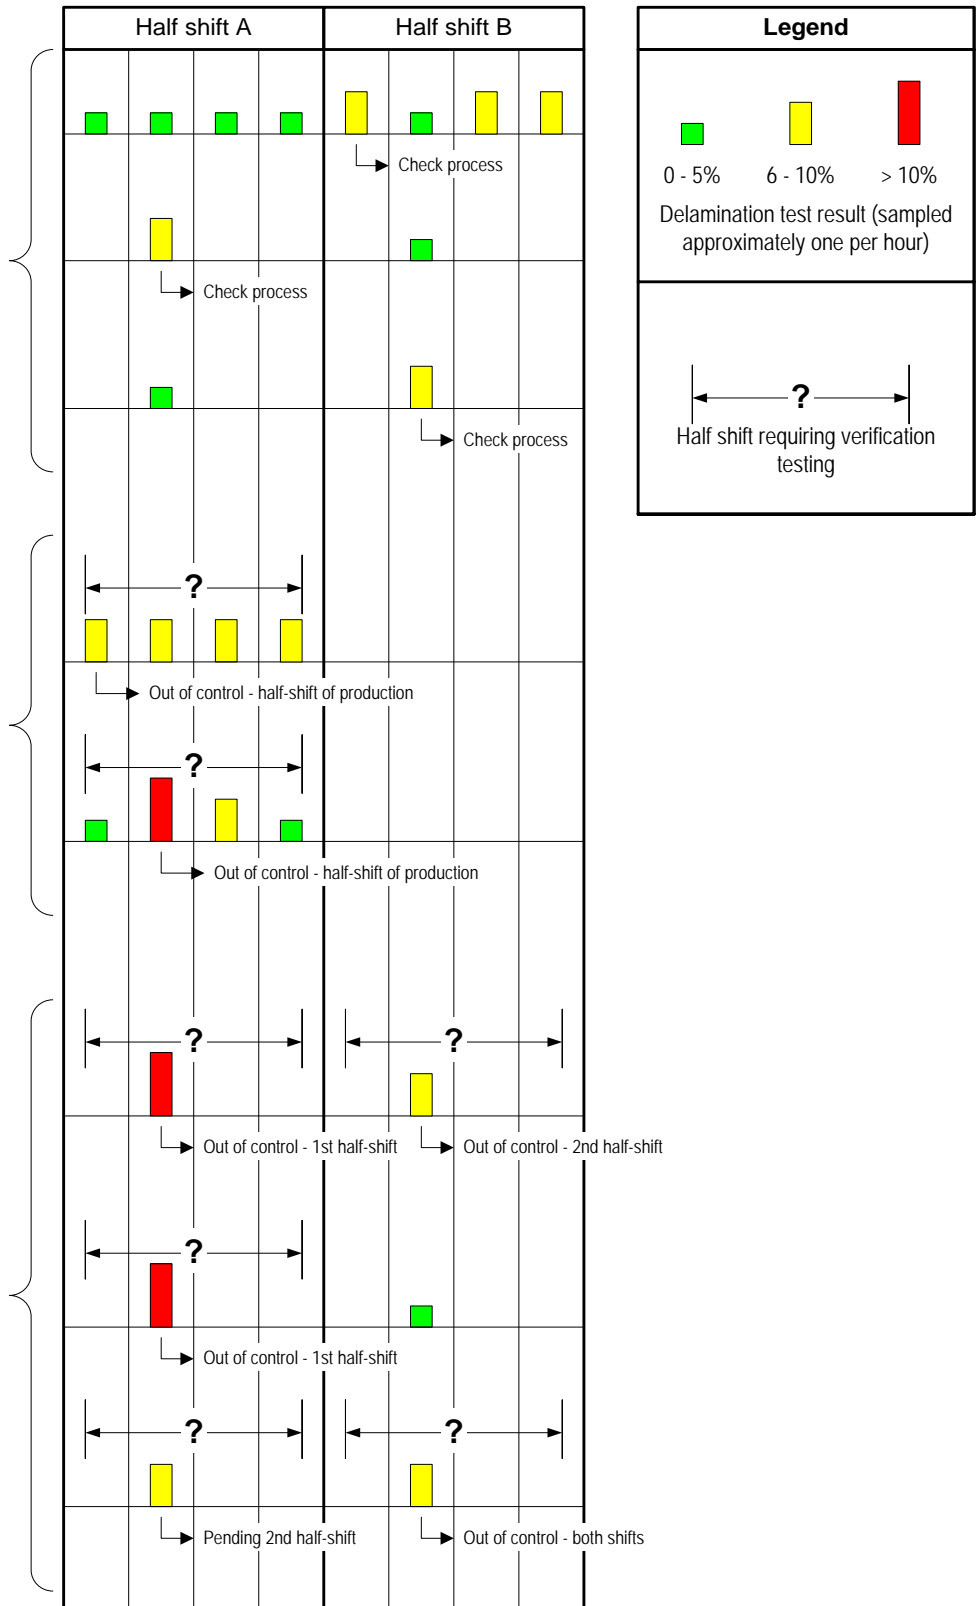 Half shift A
Half shift B
Legend
0 - 5%
6 - 10%
> 10%
Delamination test result (sampled
approximately one per hour)
Check process
Check process
?
Half shift requiring verification
testing
Check process
?
Out of control - half-shift of production
?
Out of control - half-shift of production
?
?
Out of control - 1st half-shift
Out of control - 2nd half-shift
?
Out of control - 1st half-shift
?
?
Pending 2nd half-shift
Out of control - both shifts